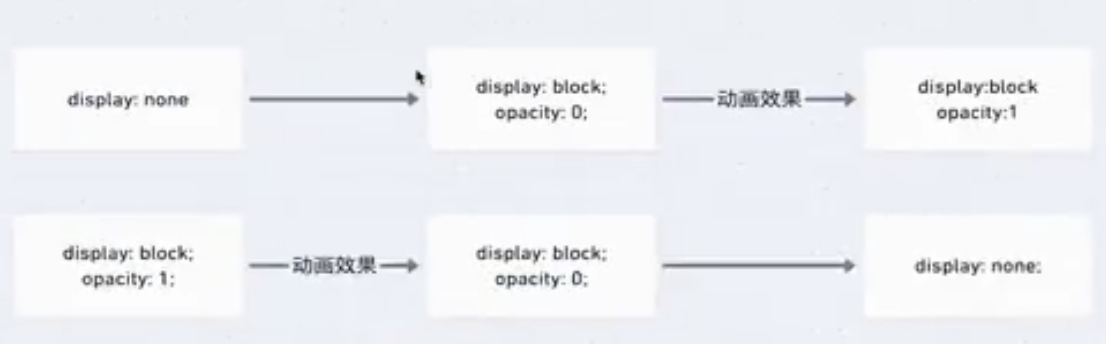 display: none
display: block;
opacity: 0;
动画效果
display:block
opacity:1
display: block;
opacity: 1;
动画效果
display: block;
opacity: 0;
display: none;